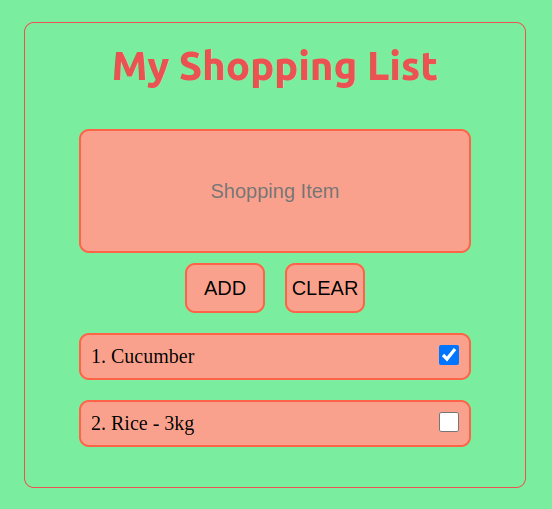 My Shopping List
Shopping Item
ADD CLEAR
1. Cucumber
2. Rice - 3kg